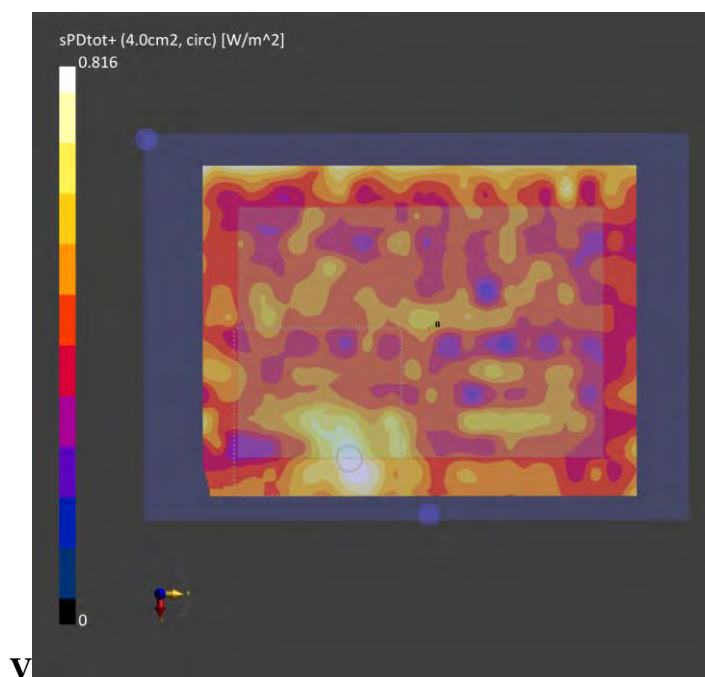 sPDtot+ (4.0cm2, circ) [W/m^2]
0.816
0
V